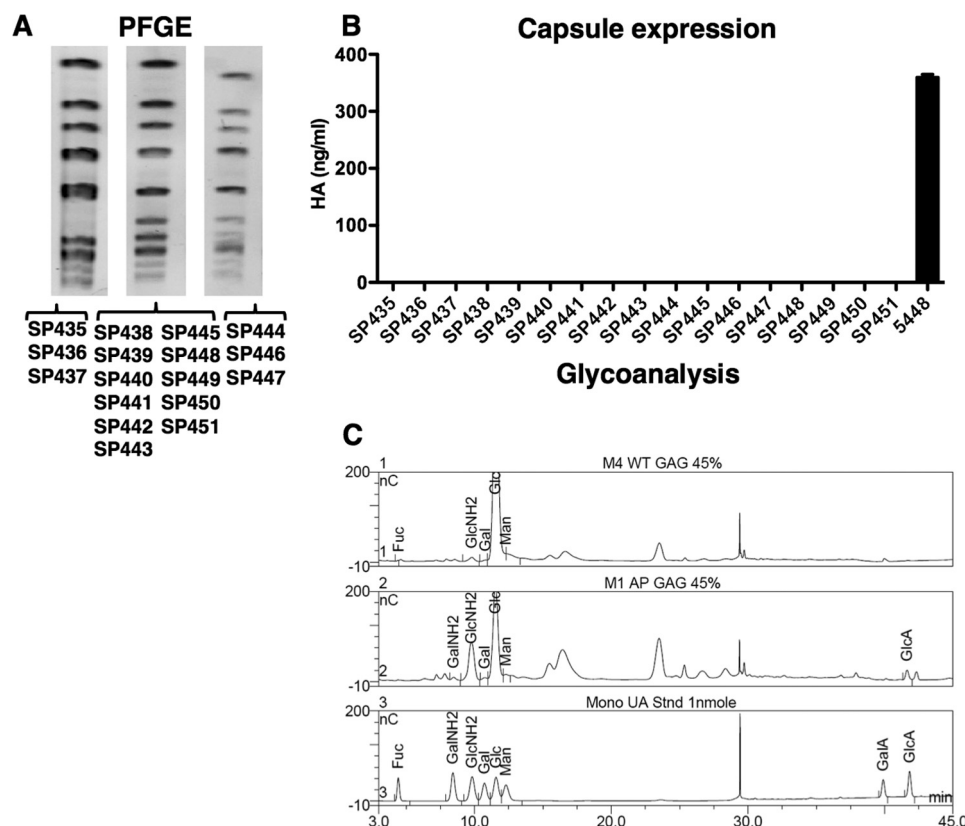 A
PFGE
SP435
SP436
SP437
SP438 SP445
SP439 SP448
SP440 SP449
SP441 SP450
SP442 SP451
SP443
SP444
SP446
SP447
B
Capsule expression
HA (ng/ml)
400
300
200
100
0
SP435
SP436
SP437
SP438
SP439
SP440
SP441
SP442
SP443
SP444
SP445
SP446
SP447
SP448
SP449
SP450
SP451
5448
Glycoanalysis
C
1
M4 WT GAG 45%
200
nC
Fuc
GlcNH2
Gal
Glc
Man
1
-10
2
M1 AP GAG 45%
200
nC
GalNH2
GlcNH2
Gal
Glc
Man
GlcA
2
-10
3
Mono UA Stnd 1nmole
200
nC
Fuc
GalNH2
GlcNH2
Gal
Glc
Man
GalA
GlcA
3
min
-10
3.0 10.0 20.0 30.0 45.0